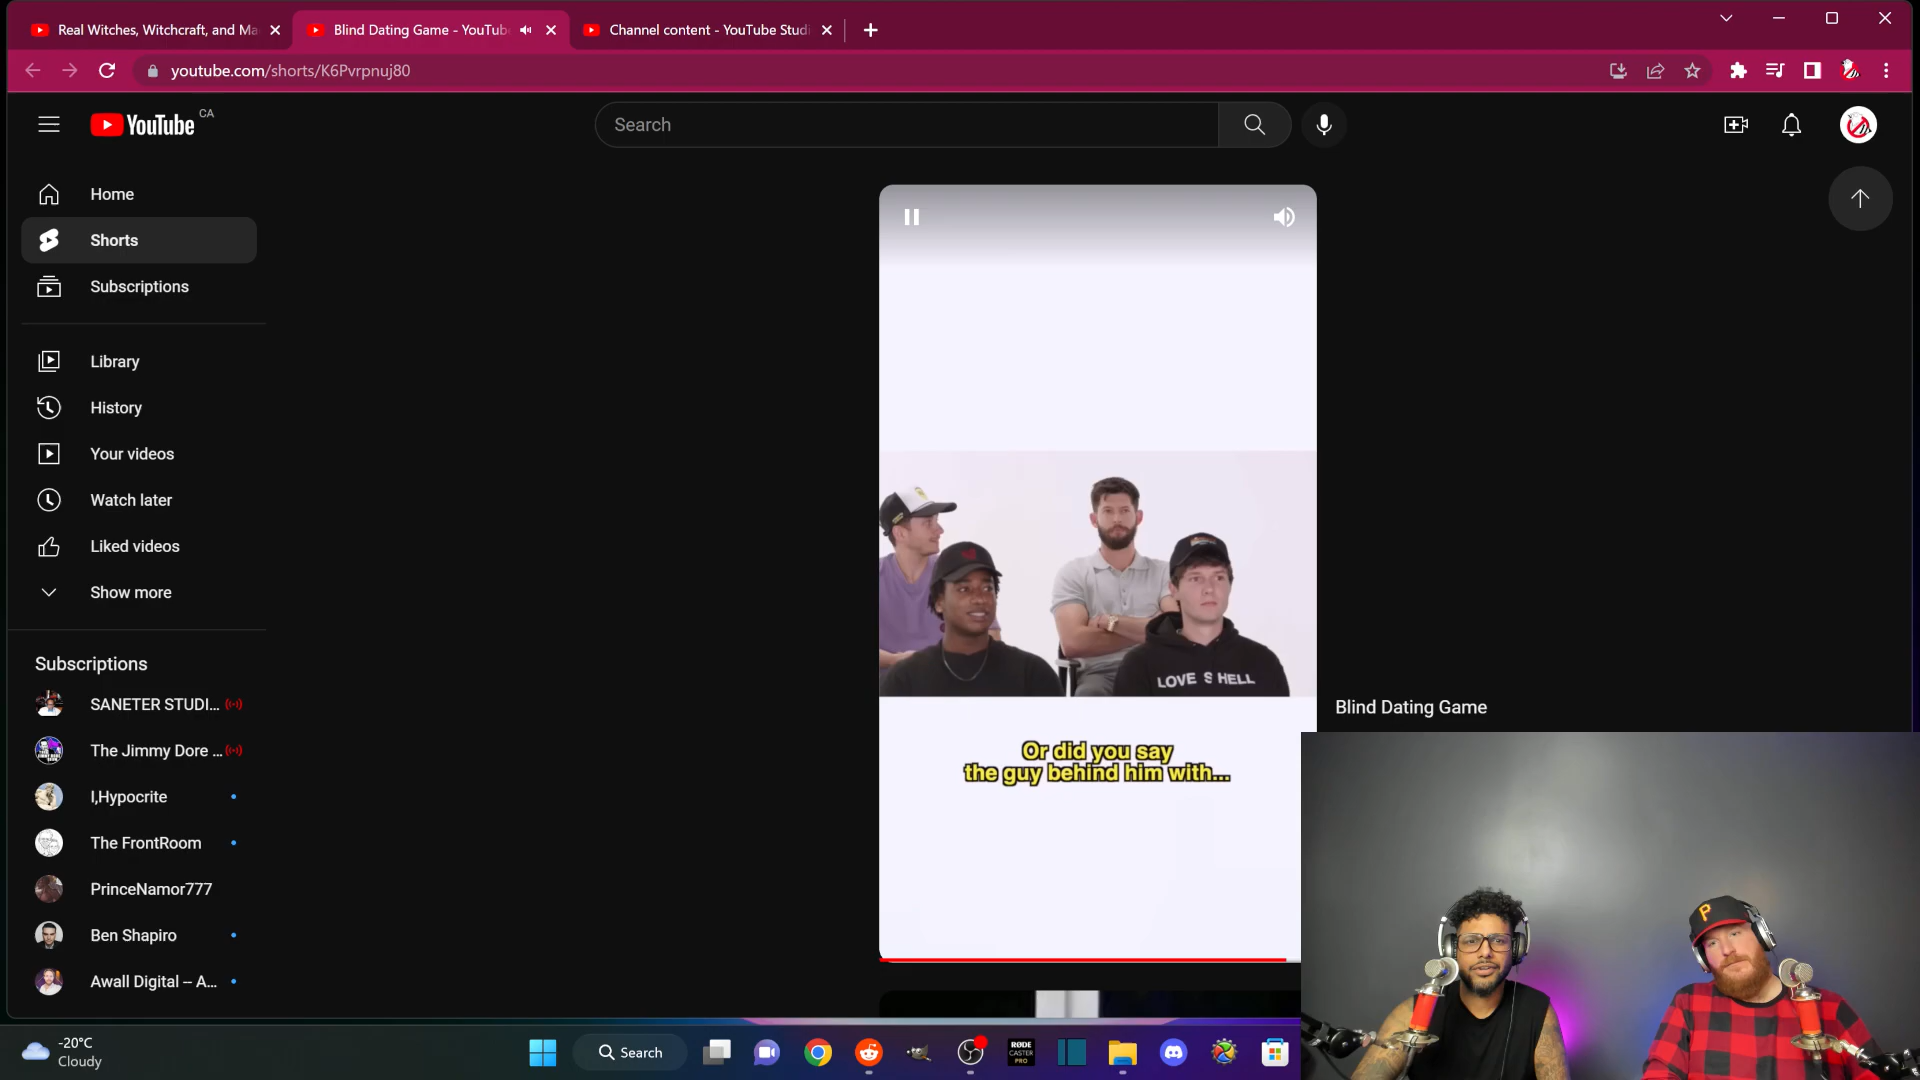 Real Witches, Witchcraft, and Ma
Blind Dating Game - YouTub
Channel content - YouTube Studi
youtube.com/shorts/K6Pvrpnuj80
YouTube CA
Search
Home
Shorts
Subscriptions
Library
History
Your videos
Watch later
Liked videos
Show more
Subscriptions
SANETER STUDI...
The Jimmy Dore ...
I,Hypocrite
The FrontRoom
PrinceNamor777
Ben Shapiro
Awall Digital -- A...
LOVE S HELL
Or did you say
the guy behind him with...
Blind Dating Game
P
-20°C
Cloudy
Search
RØDE
CASTER
PRO